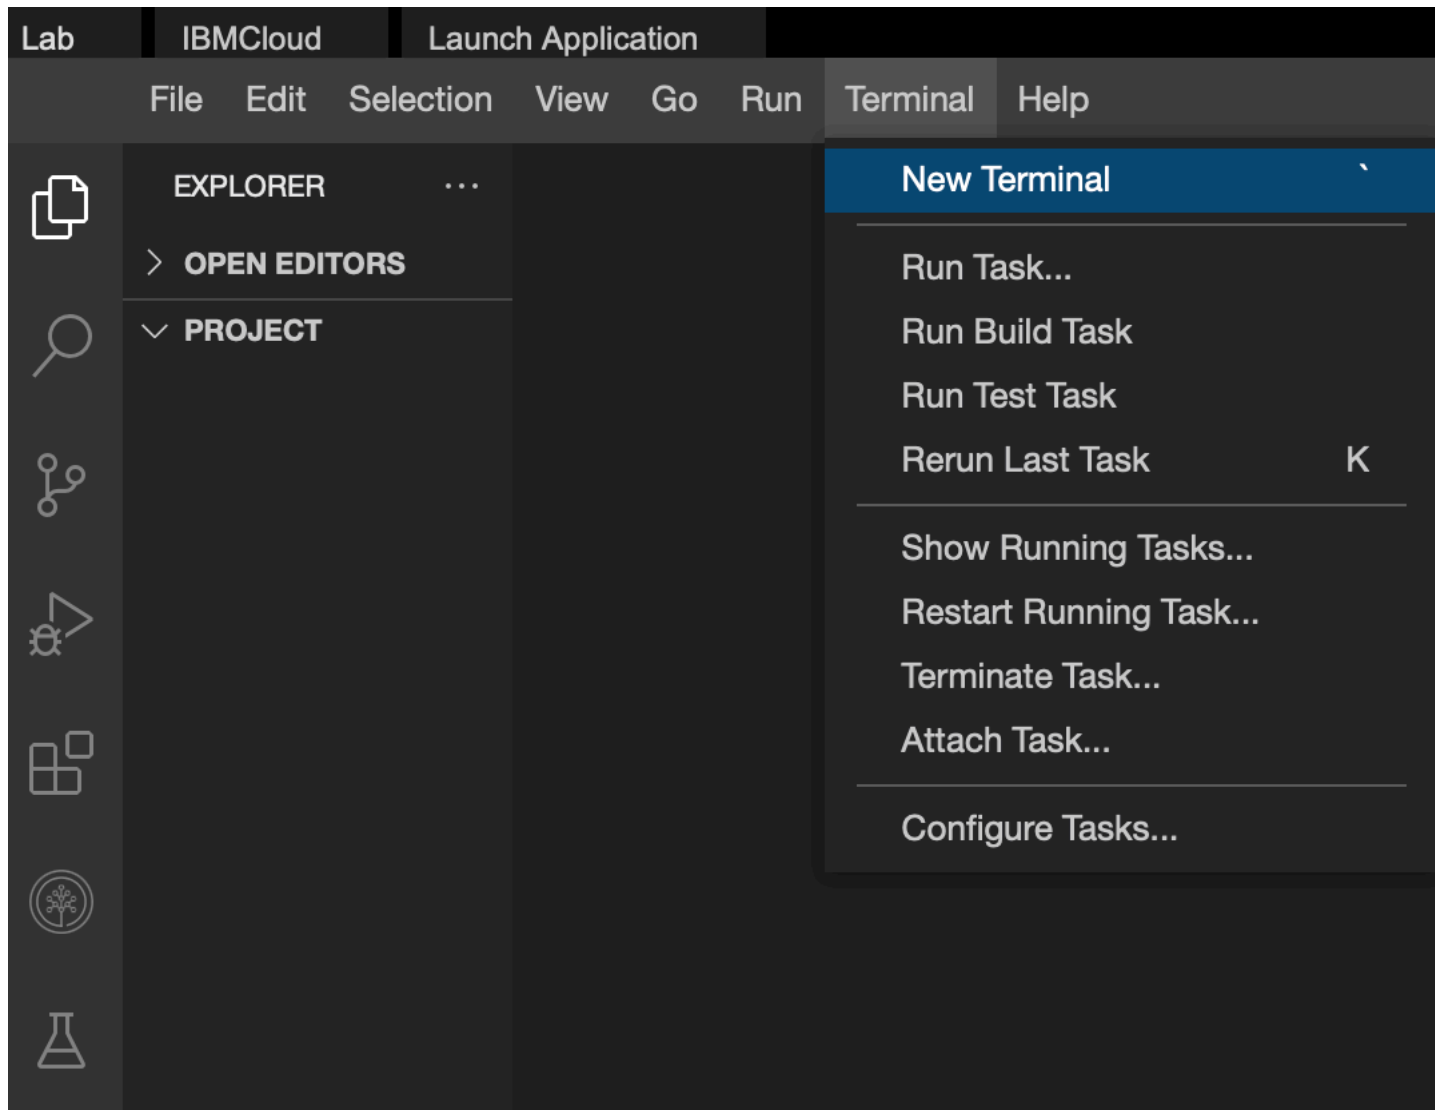 Lab IBMCloud Launch Application
File Edit Selection View Go Run Terminal Help
EXPLORER ...
OPEN EDITORS
PROJECT
New Terminal `
Run Task...
Run Build Task
Run Test Task
Rerun Last Task K
Show Running Tasks...
Restart Running Task...
Terminate Task...
Attach Task...
Configure Tasks...